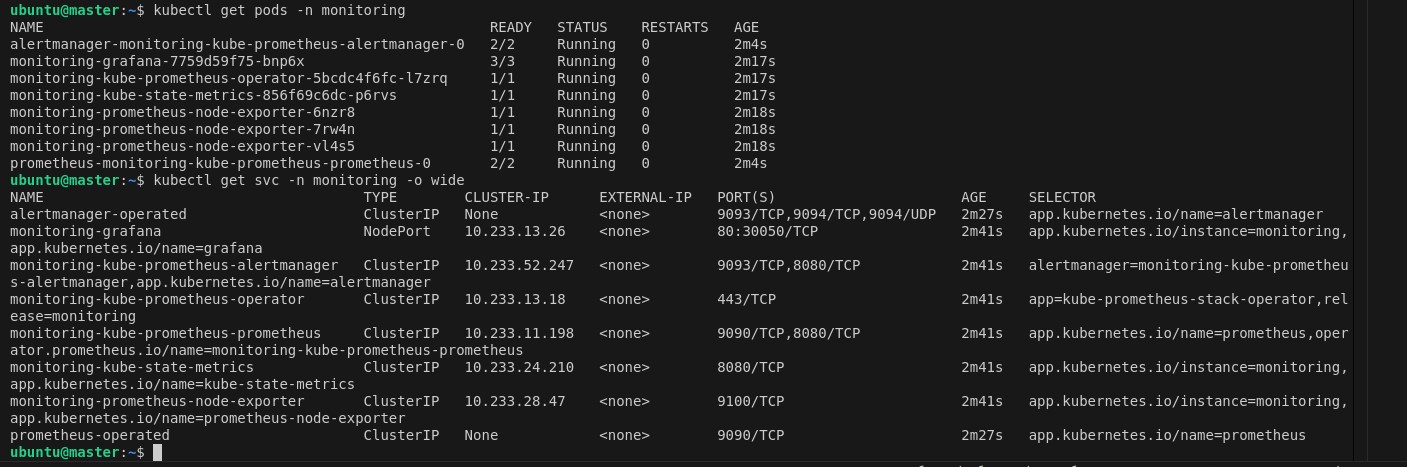 ubuntu@master:~$ kubectl get pods -n monitoring
NAME                                                     READY   STATUS    RESTARTS   AGE
alertmanager-monitoring-kube-prometheus-alertmanager-0   2/2     Running   0          2m4s
monitoring-grafana-7759d59f75-bnp6x                      3/3     Running   0          2m17s
monitoring-kube-prometheus-operator-5bcdc4f6fc-l7zrq     1/1     Running   0          2m17s
monitoring-kube-state-metrics-856f69c6dc-p6rvs           1/1     Running   0          2m17s
monitoring-prometheus-node-exporter-6nzr8                1/1     Running   0          2m18s
monitoring-prometheus-node-exporter-7rw4n                1/1     Running   0          2m18s
monitoring-prometheus-node-exporter-vl4s5                1/1     Running   0          2m18s
prometheus-monitoring-kube-prometheus-prometheus-0       2/2     Running   0          2m4s
ubuntu@master:~$ kubectl get svc -n monitoring -o wide
NAME                                      TYPE        CLUSTER-IP      EXTERNAL-IP   PORT(S)                      AGE     SELECTOR
alertmanager-operated                     ClusterIP   None            <none>        9093/TCP,9094/TCP,9094/UDP   2m27s   app.kubernetes.io/name=alertmanager
monitoring-grafana                        NodePort    10.233.13.26    <none>        80:30050/TCP                 2m41s   app.kubernetes.io/instance=monitoring,
app.kubernetes.io/name=grafana
monitoring-kube-prometheus-alertmanager   ClusterIP   10.233.52.247   <none>        9093/TCP,8080/TCP            2m41s   alertmanager=monitoring-kube-prometheu
s-alertmanager,app.kubernetes.io/name=alertmanager
monitoring-kube-prometheus-operator       ClusterIP   10.233.13.18    <none>        443/TCP                      2m41s   app=kube-prometheus-stack-operator,rel
ease=monitoring
monitoring-kube-prometheus-prometheus     ClusterIP   10.233.11.198   <none>        9090/TCP,8080/TCP            2m41s   app.kubernetes.io/name=prometheus,oper
ator.prometheus.io/name=monitoring-kube-prometheus-prometheus
monitoring-kube-state-metrics             ClusterIP   10.233.24.210   <none>        8080/TCP                     2m41s   app.kubernetes.io/instance=monitoring,
app.kubernetes.io/name=kube-state-metrics
monitoring-prometheus-node-exporter       ClusterIP   10.233.28.47    <none>        9100/TCP                     2m41s   app.kubernetes.io/instance=monitoring,
app.kubernetes.io/name=prometheus-node-exporter
prometheus-operated                       ClusterIP   None            <none>        9090/TCP                     2m27s   app.kubernetes.io/name=prometheus
ubuntu@master:~$